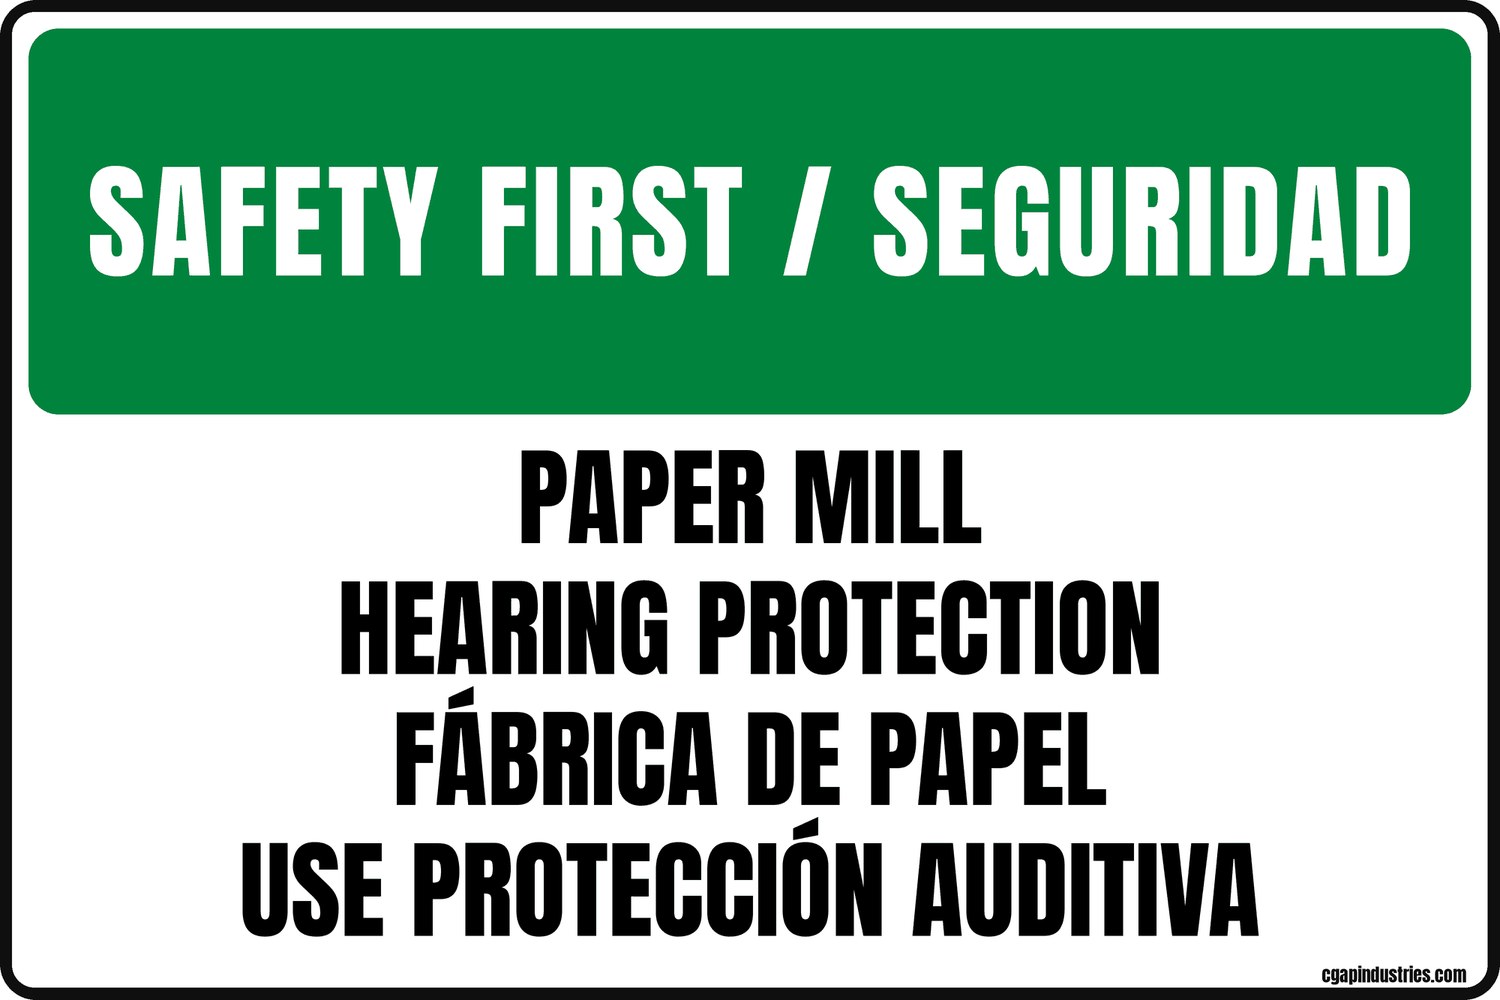 SAFETY FIRST / SEGURIDAD
PAPER MILL
HEARING PROTECTION
FÁBRICA DE PAPEL
USE PROTECCIÓN AUDITIVA
cgapindustries.com